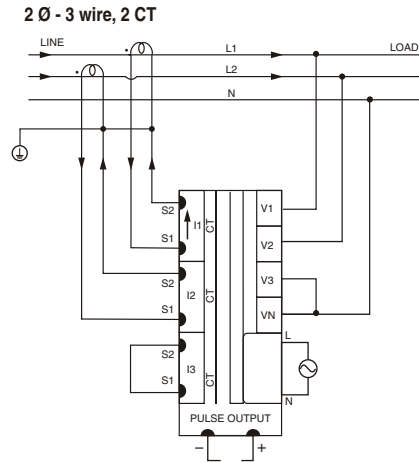 2 Ø - 3 wire, 2 CT
LINE
L1
LOAD
L2
N
S2
I1
CT
V1
S1
V2
S2
I2
CT
V3
S1
VN
S2
L
I3
CT
S1
N
PULSE OUTPUT
− +